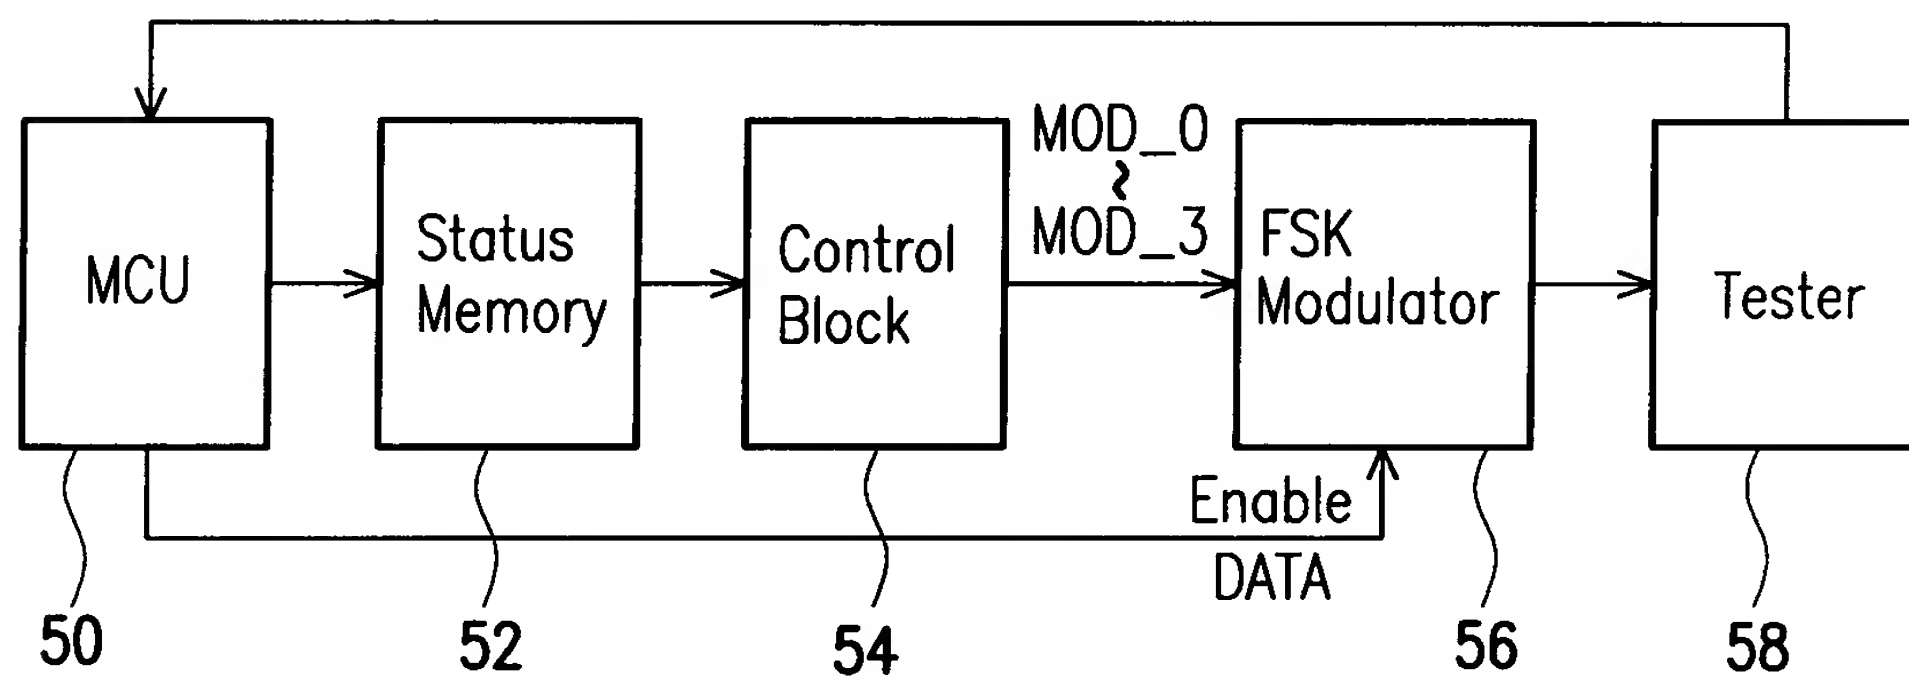 MCU
Status
Memory
Control
Block
MOD_0
~
MOD_3
FSK
Modulator
Tester
Enable
DATA
50
52
54
56
58